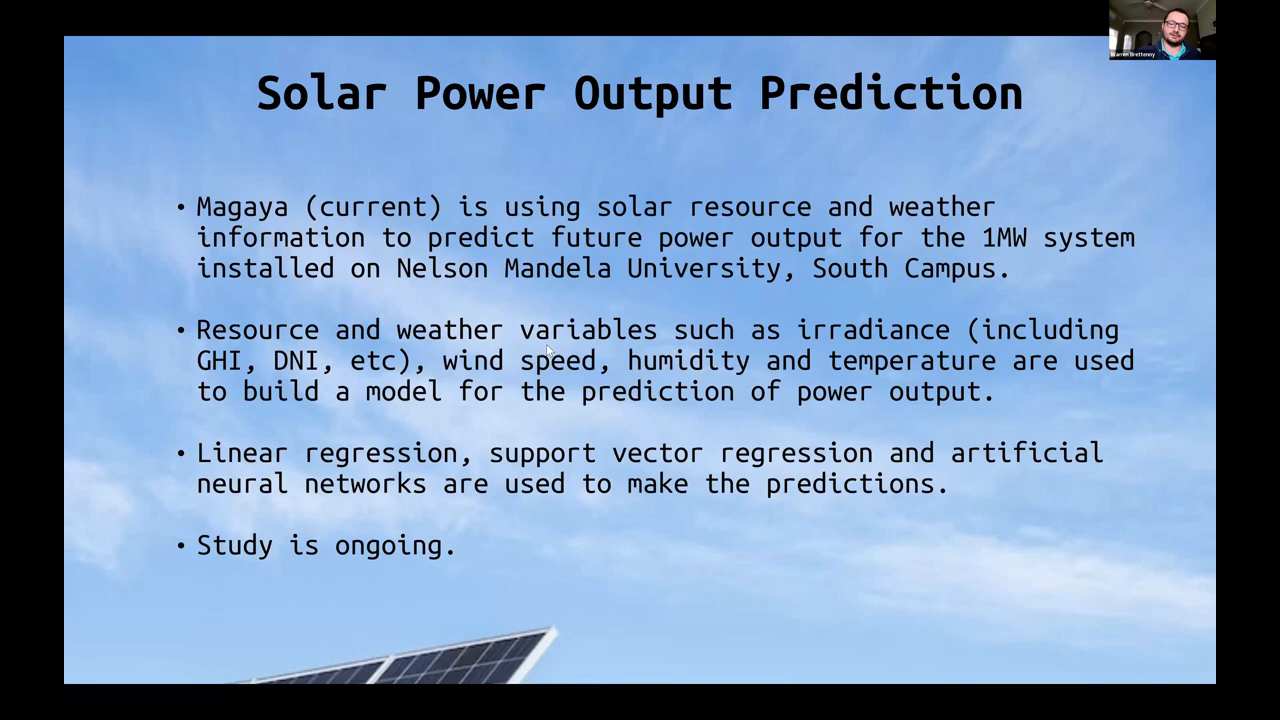 Warren Brettenny
Solar Power Output Prediction
• Magaya (current) is using solar resource and weather
information to predict future power output for the 1MW system
installed on Nelson Mandela University, South Campus.
• Resource and weather variables such as irradiance (including
GHI, DNI, etc), wind speed, humidity and temperature are used
to build a model for the prediction of power output.
• Linear regression, support vector regression and artificial
neural networks are used to make the predictions.
• Study is ongoing.